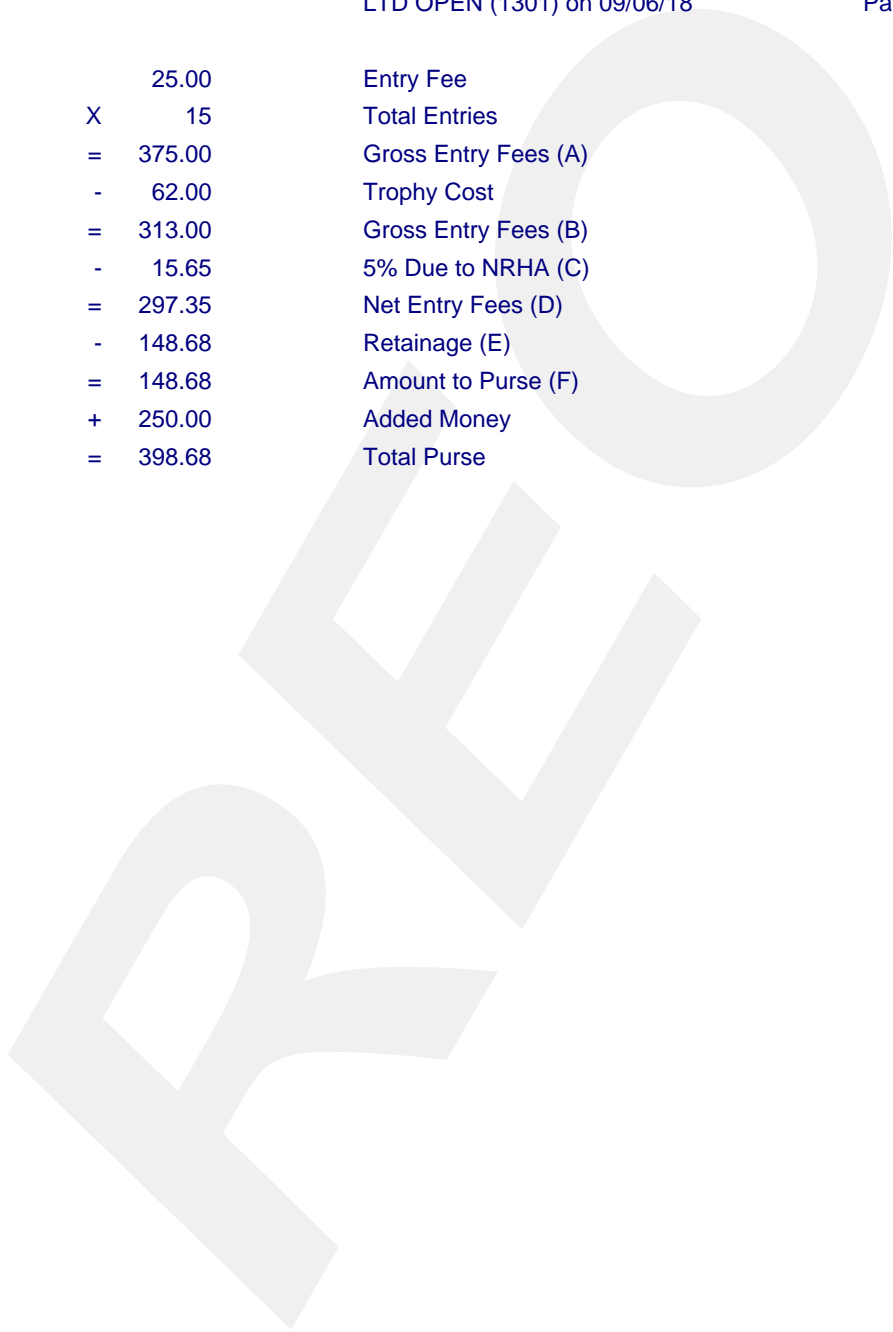 LTD OPEN (1301) on 09/06/18 Pa
25.00 Entry Fee
X 15 Total Entries
= 375.00 Gross Entry Fees (A)
- 62.00 Trophy Cost
= 313.00 Gross Entry Fees (B)
- 15.65 5% Due to NRHA (C)
= 297.35 Net Entry Fees (D)
- 148.68 Retainage (E)
= 148.68 Amount to Purse (F)
+ 250.00 Added Money
= 398.68 Total Purse
REO